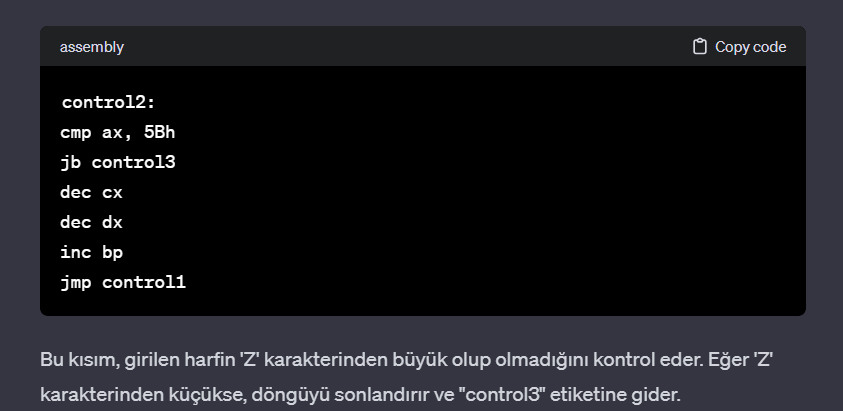 assembly
Copy code
control2:
cmp ax, 5Bh
jb control3
dec cx
dec dx
inc bp
jmp control1
Bu kısım, girilen harfin 'Z' karakterinden büyük olup olmadığını kontrol eder. Eğer 'Z'
karakterinden küçükse, döngüyü sonlandırır ve "control3" etiketine gider.